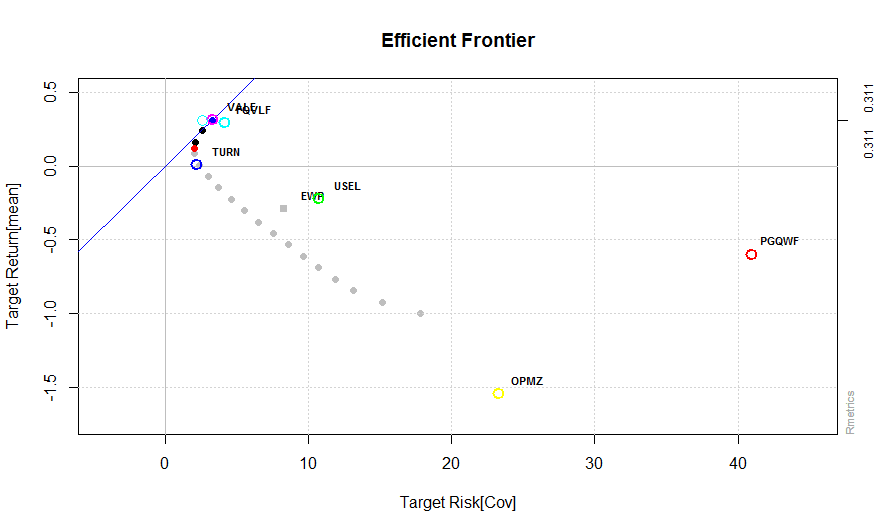 Efficient Frontier
Target Return[mean]
0.5
0.0
-0.5
-1.0
-1.5
VALE
FQVLF
TURN
EWP
USEL
PGQWF
OPMZ
0.311
0.311
Rmetrics
0
10
20
30
40
Target Risk[Cov]